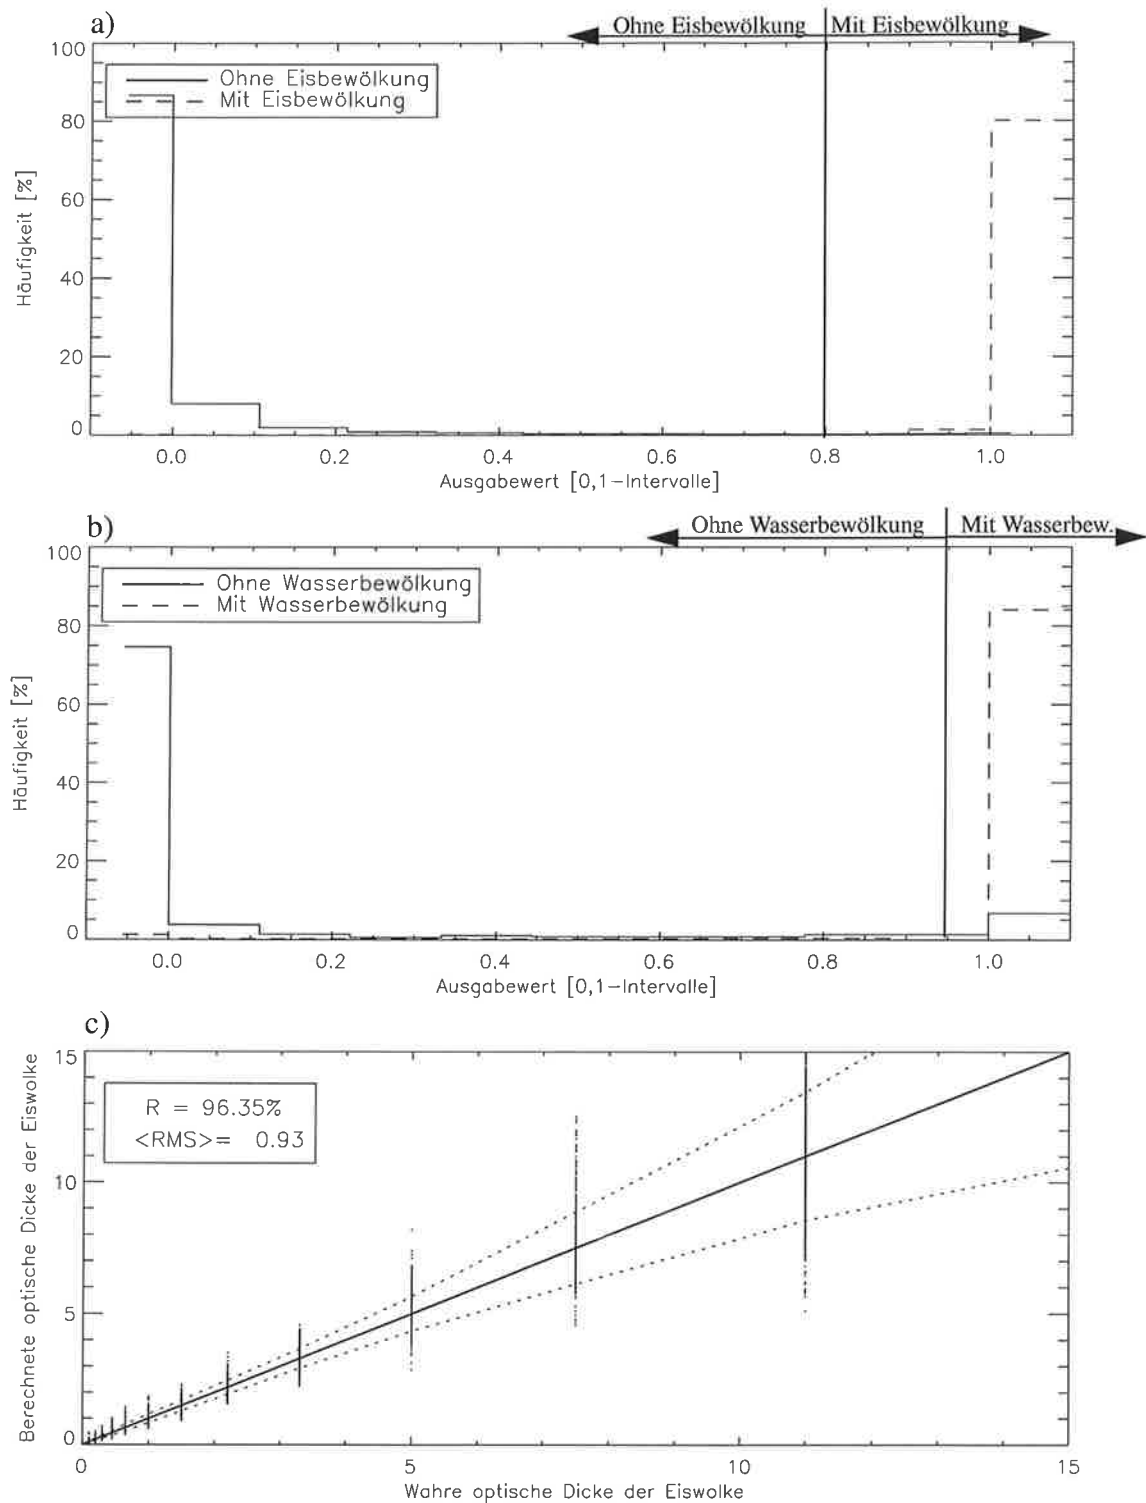 a)
Ohne Eisbewölkung
Mit Eisbewölkung
100
80
60
40
20
0
Häufigkeit [%]
Ohne Eisbewölkung
Mit Eisbewölkung
0.0 0.2 0.4 0.6 0.8 1.0
Ausgabewert [0,1-Intervalle]
b)
Ohne Wasserbewölkung
Mit Wasserbew.
100
80
60
40
20
0
Häufigkeit [%]
Ohne Wasserbewölkung
Mit Wasserbewölkung
0.0 0.2 0.4 0.6 0.8 1.0
Ausgabewert [0,1-Intervalle]
c)
15
10
5
0
Berechnete optische Dicke der Eiswolke
R = 96.35%
<RMS>= 0.93
0 5 10 15
Wahre optische Dicke der Eiswolke